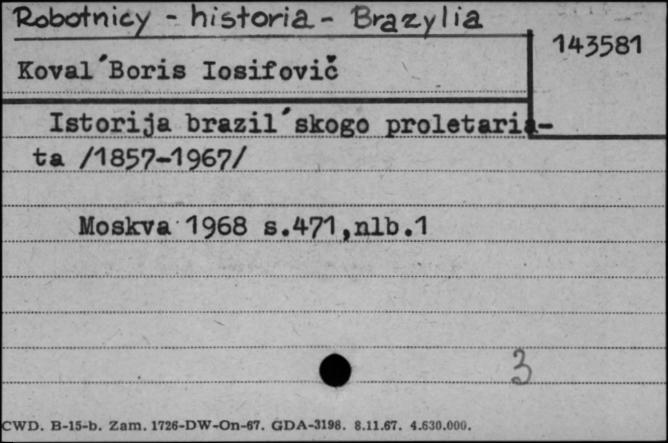 Robotnicy - historia - Brazylia
143581
Koval´Boris Iosifovič
Istorija brazil´skogo proletaria-
ta /1857-1967/
Moskva 1968 s.471,nlb.1
3
CWD. B-15-b. Zam. 1726-DW-On-67. GDA-3198. 8.11.67. 4.630.000.